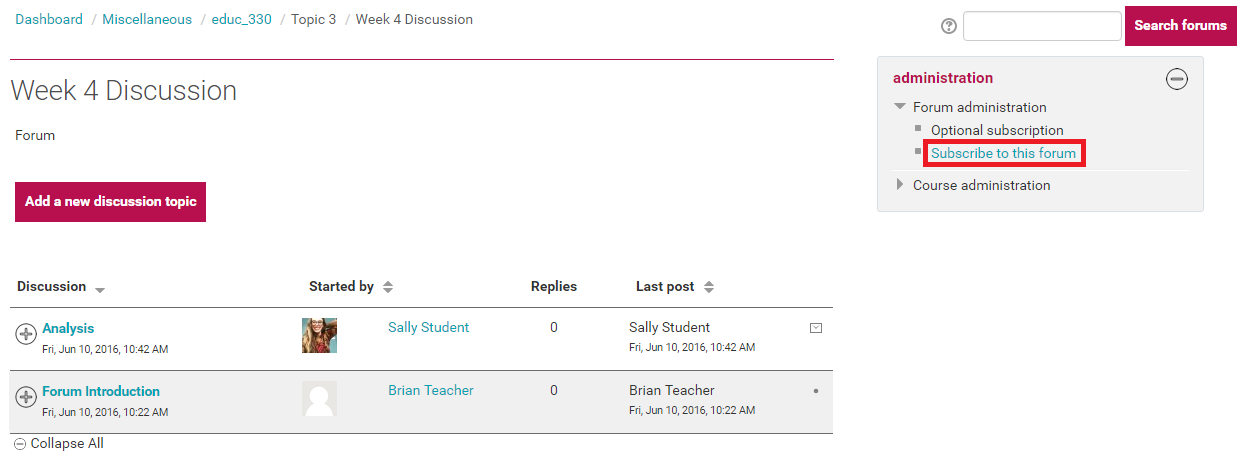 Dashboard / Miscellaneous / educ_330 / Topic 3 / Week 4 Discussion
Search forums
Week 4 Discussion
Forum
Add a new discussion topic
administration
Forum administration
Optional subscription
Subscribe to this forum
Course administration
Discussion Started by Replies Last post
Analysis Sally Student 0 Sally Student
Fri, Jun 10, 2016, 10:42 AM Fri, Jun 10, 2016, 10:42 AM
Forum Introduction Brian Teacher 0 Brian Teacher
Fri, Jun 10, 2016, 10:22 AM Fri, Jun 10, 2016, 10:22 AM
Collapse All